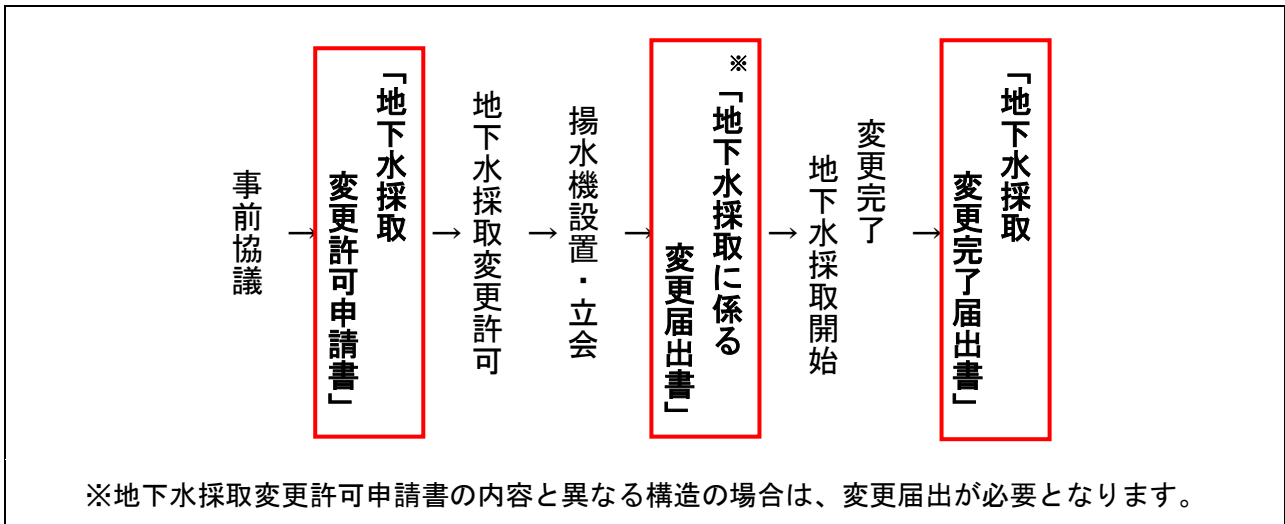 事前協議
→
「地下水採取
変更許可申請書」
→
地下水採取変更許可
→
揚水機設置・立会
→
※「地下水採取に係る
変更届出書」
→
変更完了
地下水採取開始
→
「地下水採取
変更完了届出書」
※地下水採取変更許可申請書の内容と異なる構造の場合は、変更届出が必要となります。